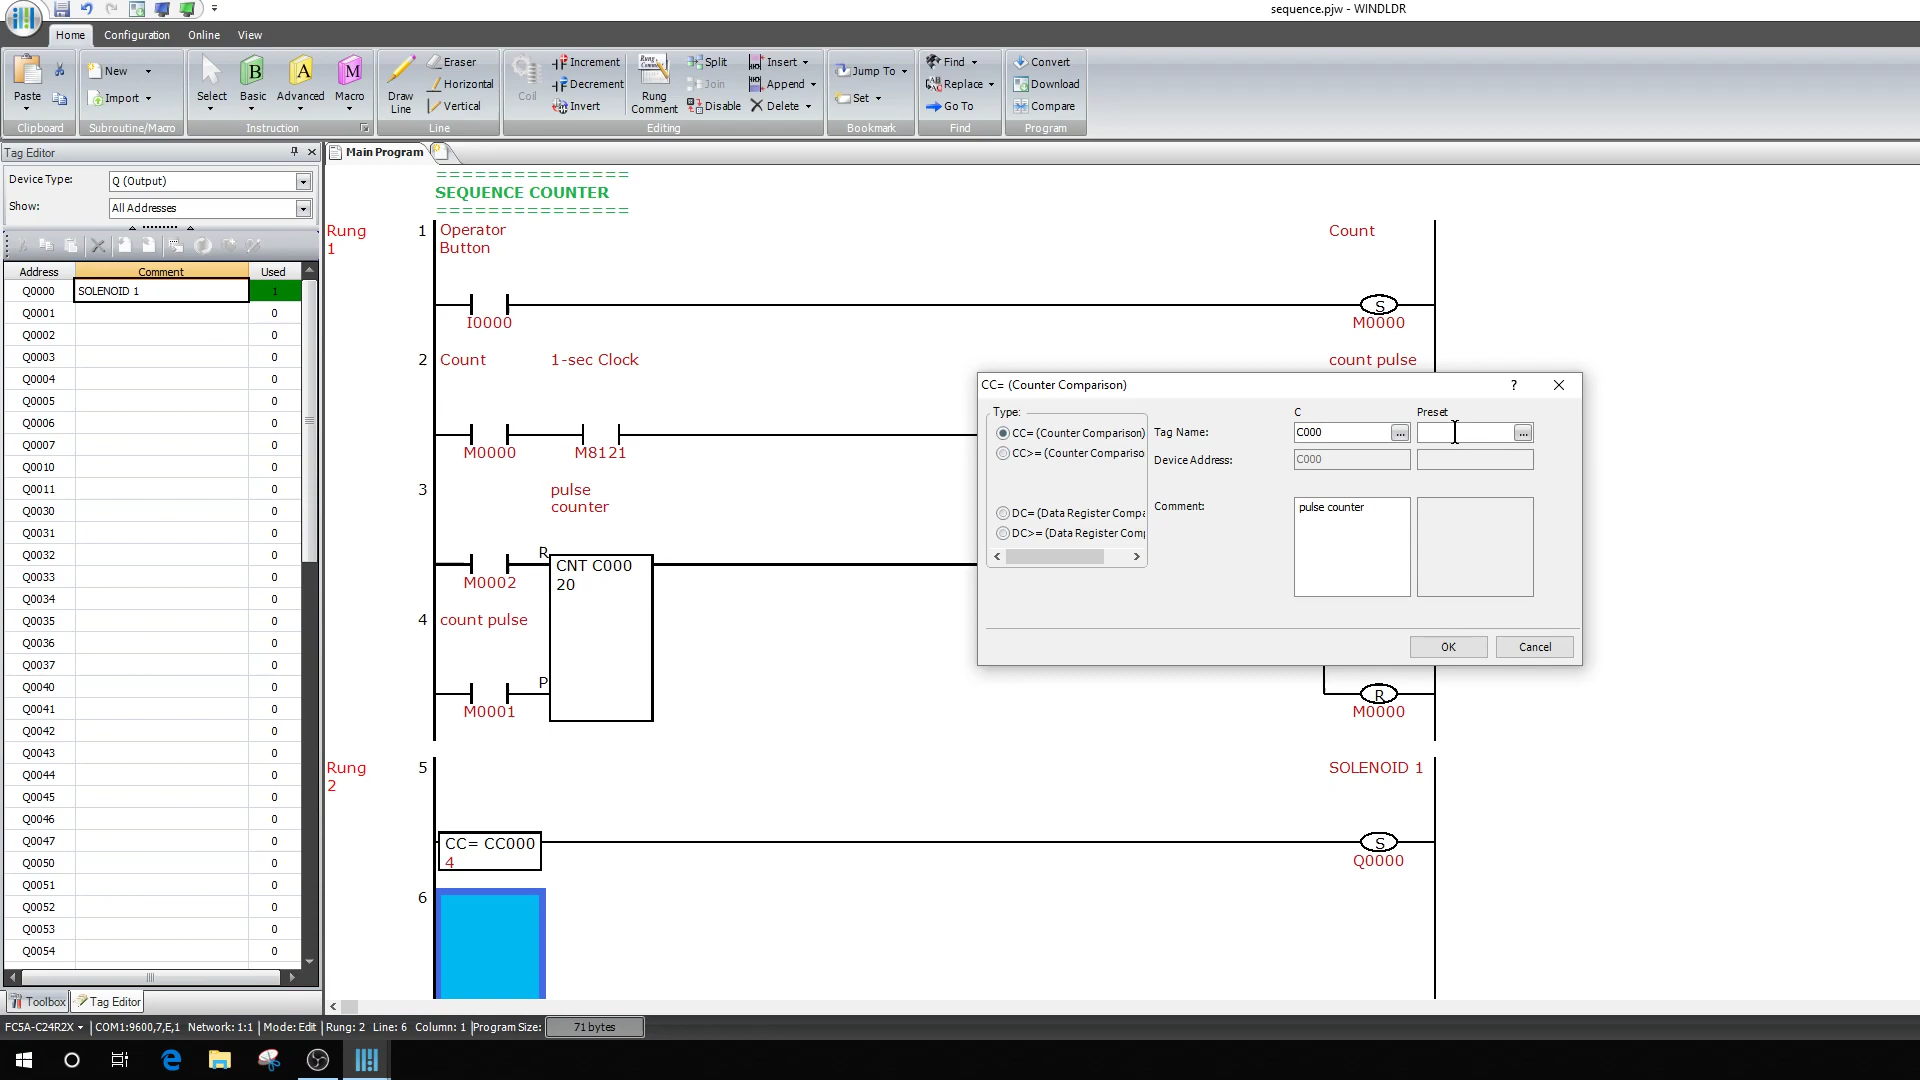 sequence.pjw - WINDLDR
Home Configuration Online View
Paste
Clipboard
New
Import
Subroutine/Macro
Select
B Basic
A Advanced
M Macro
Instruction
Draw Line
Eraser
Horizontal
Vertical
Line
Coil
Increment
Decrement
Invert
Rung Comment
Split
Join
Disable
Insert
Append
Delete
Editing
Jump To
Set
Bookmark
Find
Replace
Go To
Find
Convert
Download
Compare
Program
Tag Editor
Device Type: Q (Output)
Show: All Addresses
Address Comment Used
Q0000 SOLENOID 1 1
Q0001 0
Q0002 0
Q0003 0
Q0004 0
Q0005 0
Q0006 0
Q0007 0
Q0010 0
Q0011 0
Q0030 0
Q0031 0
Q0032 0
Q0033 0
Q0034 0
Q0035 0
Q0036 0
Q0037 0
Q0040 0
Q0041 0
Q0042 0
Q0043 0
Q0044 0
Q0045 0
Q0046 0
Q0047 0
Q0050 0
Q0051 0
Q0052 0
Q0053 0
Q0054 0
Toolbox Tag Editor
Main Program
==============
SEQUENCE COUNTER
==============
Rung 1
1 Operator Button Count
S
I0000 M0000
2 Count 1-sec Clock count pulse
M0000 M8121
3 pulse counter
R
CNT C000
20
M0002
4 count pulse
P
M0001
R
M0000
Rung 2
5 SOLENOID 1
CC= CC000
4
S
Q0000
6
CC= (Counter Comparison) ?
Type:
CC= (Counter Comparison)
CC>= (Counter Compariso
DC= (Data Register Compa
DC>= (Data Register Com
C Preset
Tag Name: C000 ... ...
Device Address: C000
Comment: pulse counter
OK Cancel
FC5A-C24R2X COM1:9600,7,E,1 Network: 1:1 Mode: Edit Rung: 2 Line: 6 Column: 1 Program Size: 71 bytes